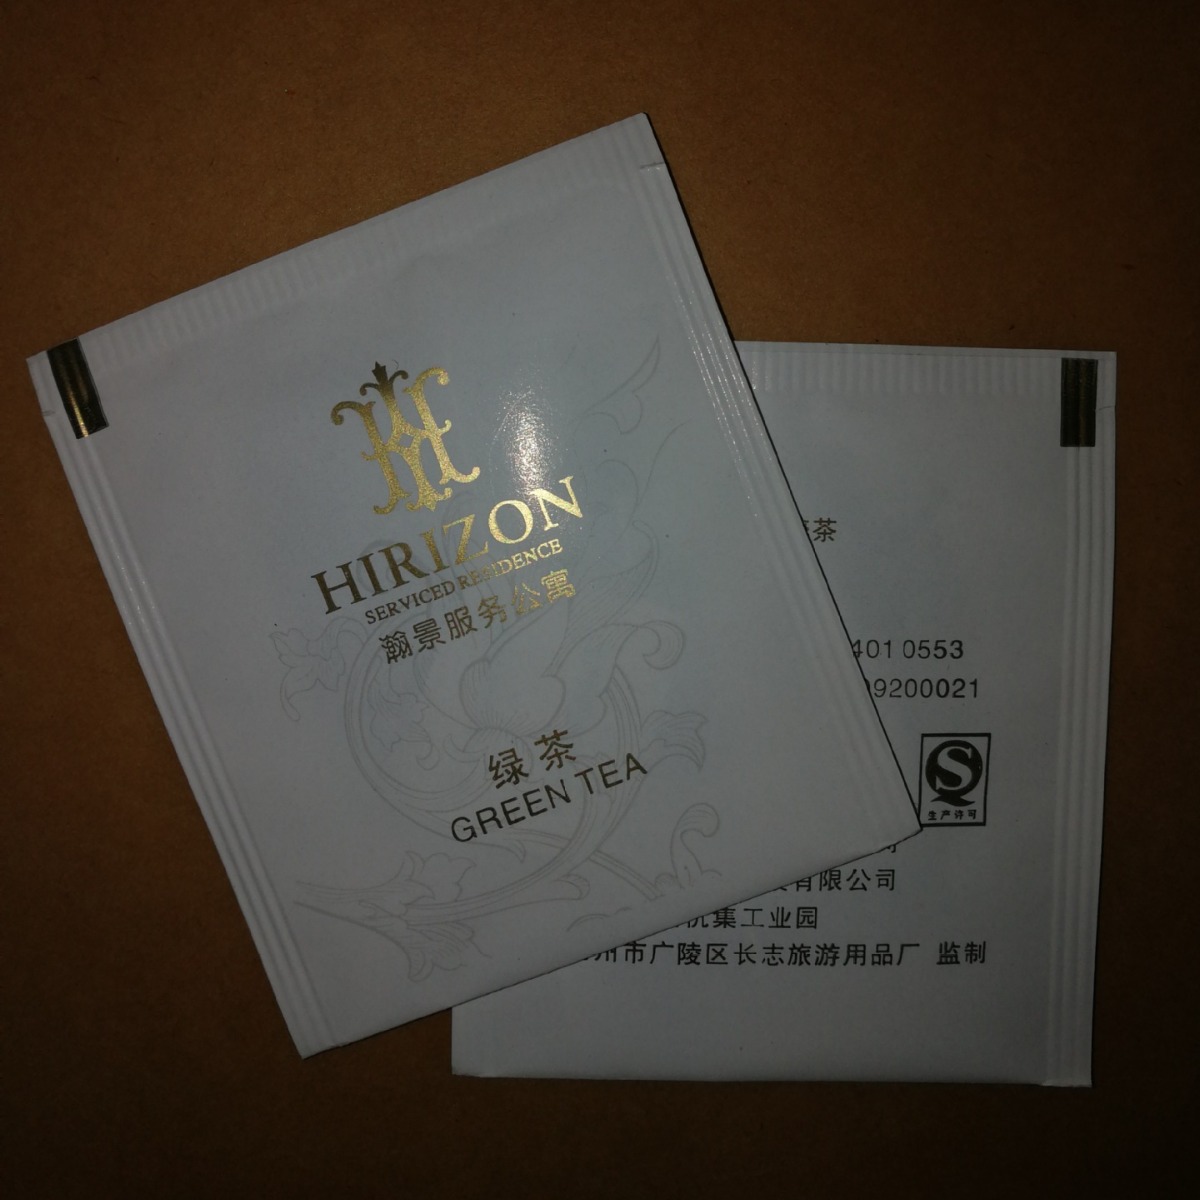 HIRIZON
SERVICED RESIDENCE
瀚景服务公寓
绿茶
GREEN TEA
茶
401 0553
09200021
生产许可
有限公司
杭集工业园
州市广陵区长志旅游用品厂 监制